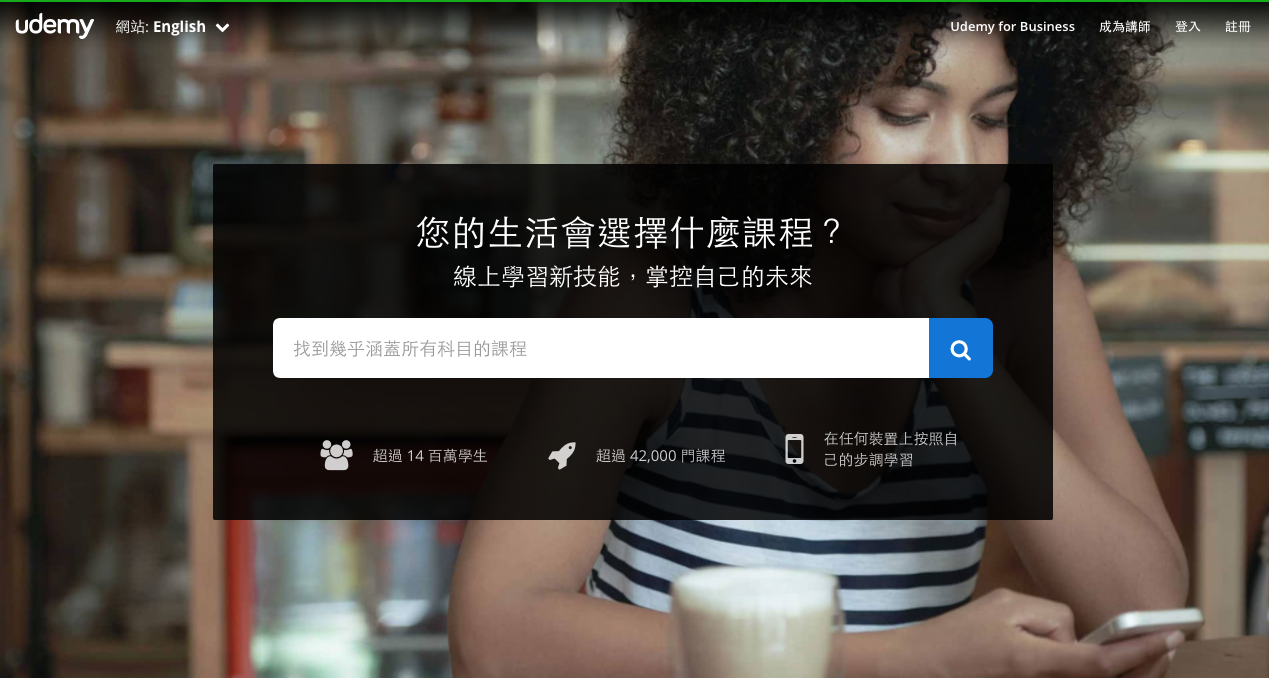 udemy 網站: English Udemy for Business 成為講師 登入 註冊
您的生活會選擇什麼課程？
線上學習新技能，掌控自己的未來
找到幾乎涵蓋所有科目的課程
超過 14 百萬學生
超過 42,000 門課程
在任何裝置上按照自
己的步調學習